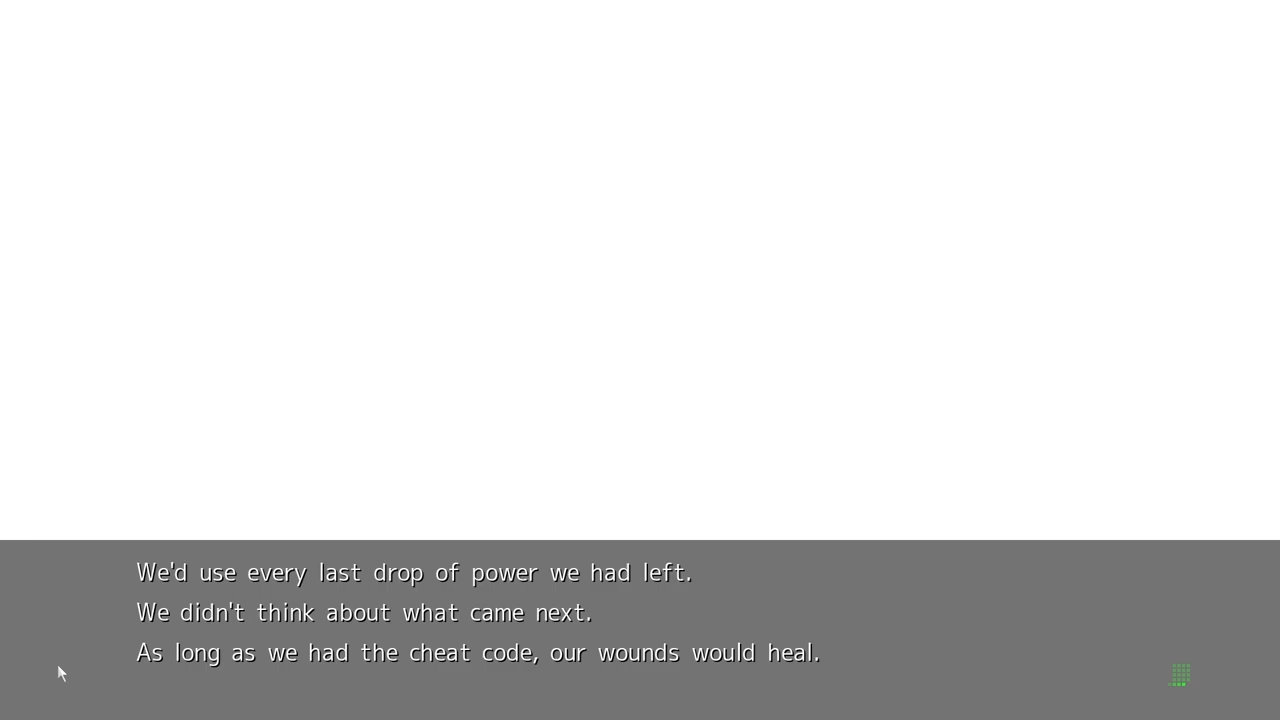 We'd use every last drop of power we had left.
We didn't think about what came next.
As long as we had the cheat code, our wounds would heal.